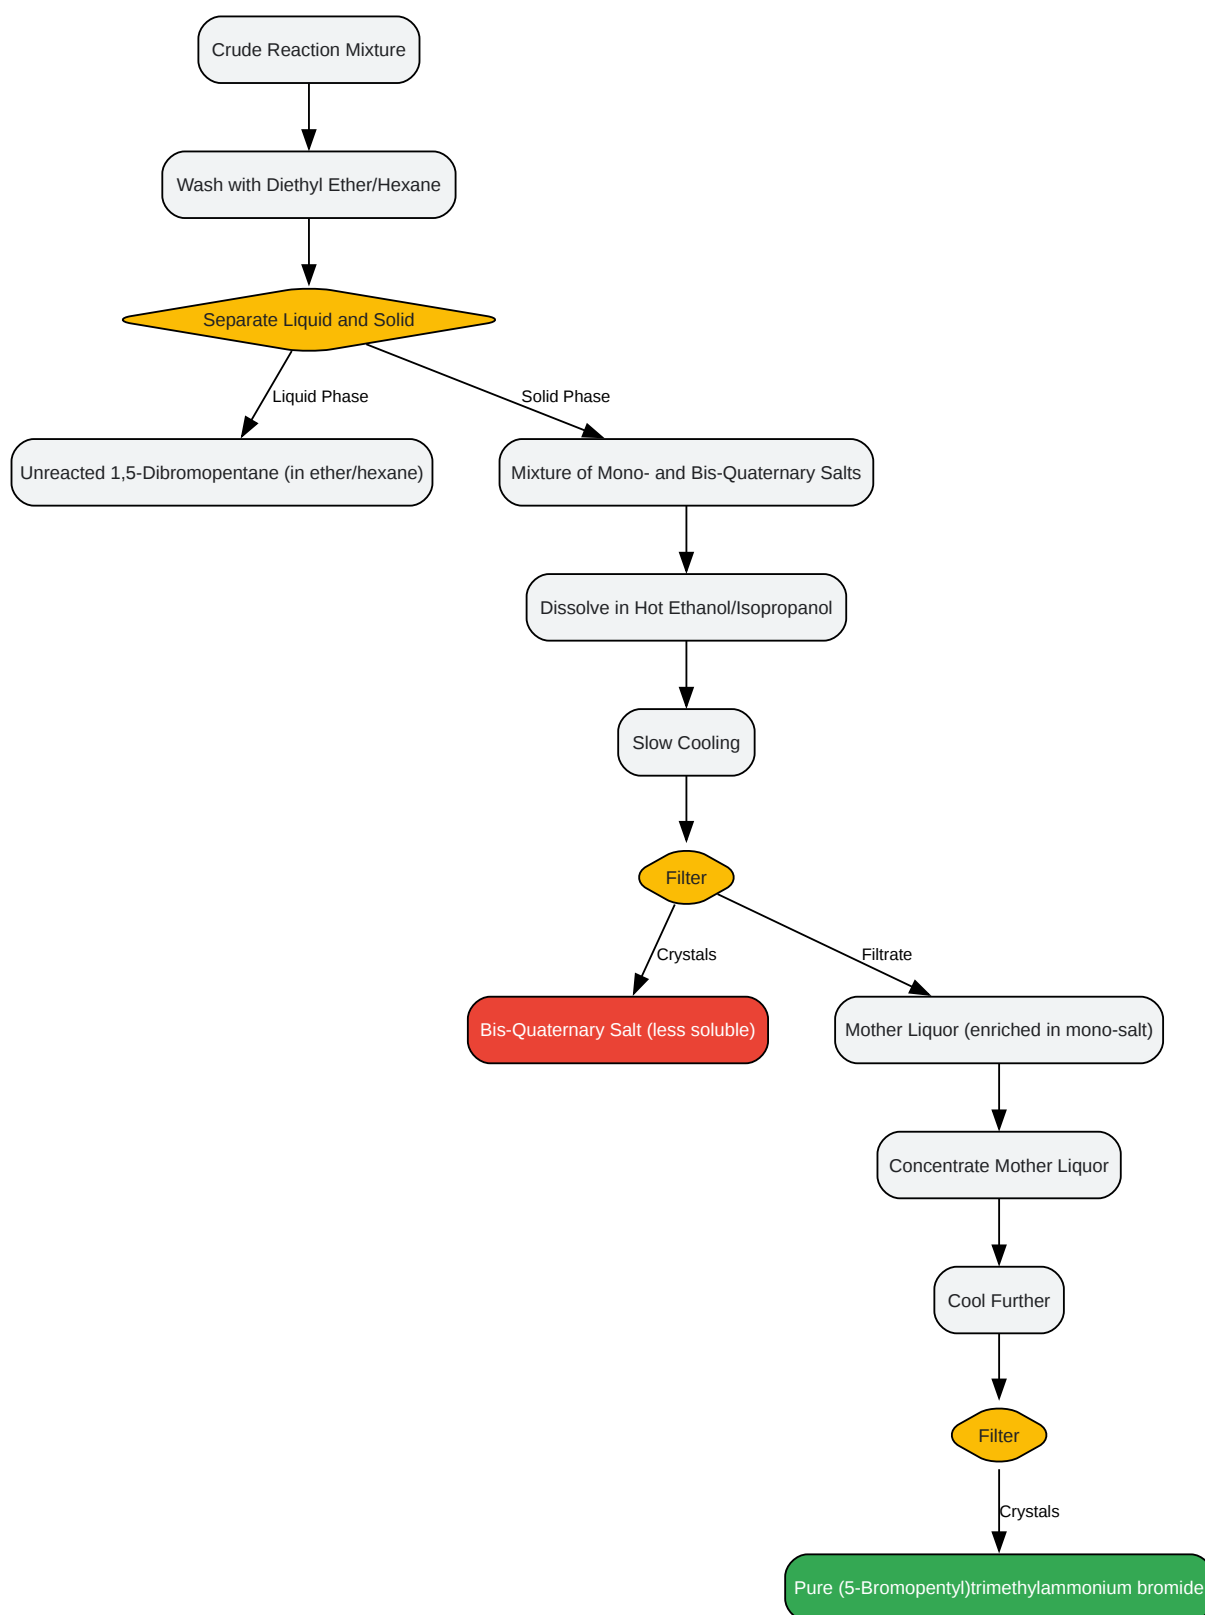 Crude Reaction Mixture
Wash with Diethyl Ether/Hexane
Separate Liquid and Solid
Liquid Phase
Solid Phase
Unreacted 1,5-Dibromopentane (in ether/hexane)
Mixture of Mono- and Bis-Quaternary Salts
Dissolve in Hot Ethanol/Isopropanol
Slow Cooling
Filter
Crystals
Filtrate
Bis-Quaternary Salt (less soluble)
Mother Liquor (enriched in mono-salt)
Concentrate Mother Liquor
Cool Further
Filter
Crystals
Pure (5-Bromopentyl)trimethylammonium bromide